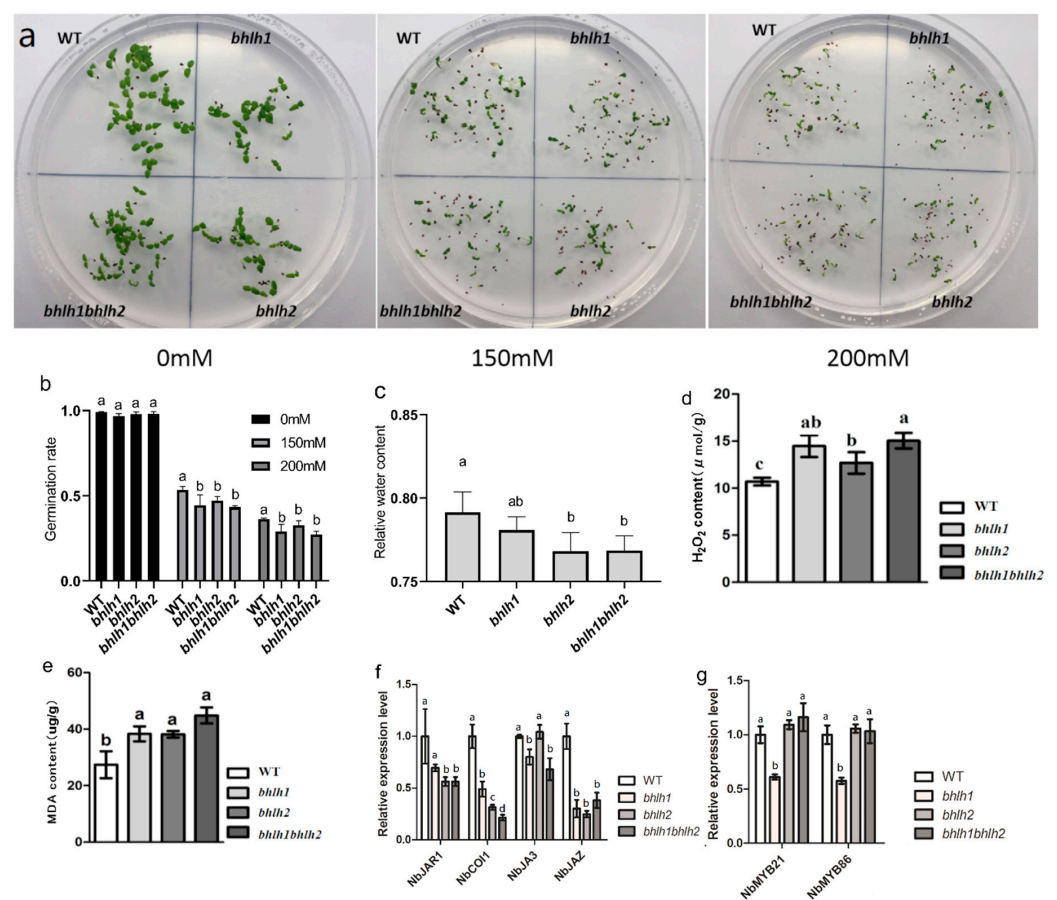 a
WT
bhlh1
WT
bhlh1
WT
bhlh1
bhlh1bhlh2
bhlh2
bhlh1bhlh2
bhlh2
bhlh1bhlh2
bhlh2
0mM
150mM
200mM
b
Germination rate
1.0
0.5
0.0
a
a
a
a
a
b
b
b
a
b
b
b
0mM
150mM
200mM
WT
bhlh1
bhlh2
bhlh1bhlh2
WT
bhlh1
bhlh2
bhlh1bhlh2
WT
bhlh1
bhlh2
bhlh1bhlh2
c
Relative water content
0.85
0.80
0.75
a
ab
b
b
WT
bhlh1
bhlh2
bhlh1bhlh2
d
H₂O₂ content( μ mol/g)
20
15
10
5
0
c
ab
b
a
WT
bhlh1
bhlh2
bhlh1bhlh2
e
MDA content(ug/g)
60
40
20
0
b
a
a
a
WT
bhlh1
bhlh2
bhlh1bhlh2
f
Relative expression level
1.5
1.0
0.5
0.0
a
a
b
b
a
b
c
d
a
b
a
b
a
b
b
b
NbJAR1
NbCOI1
NbJA3
NbJAZ
WT
bhlh1
bhlh2
bhlh1bhlh2
g
Relative expression level
1.5
1.0
0.5
0.0
a
b
a
a
a
b
a
a
NbMYB21
NbMYB86
WT
bhlh1
bhlh2
bhlh1bhlh2